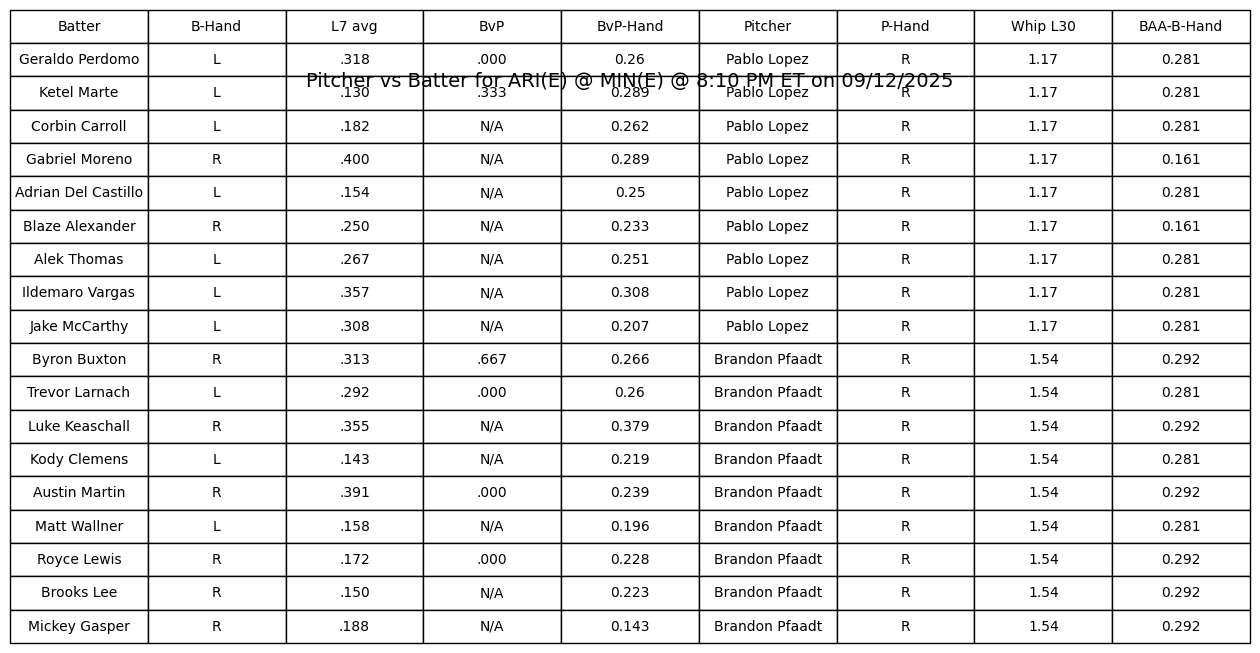 Batter B-Hand L7 avg BvP BvP-Hand Pitcher P-Hand Whip L30 BAA-B-Hand
Geraldo Perdomo L .318 .000 0.26 Pablo Lopez R 1.17 0.281
Pitcher vs Batter for ARI(E) @ MIN(E) @ 8:10 PM ET on 09/12/2025
Ketel Marte L .130 .333 0.289 Pablo Lopez R 1.17 0.281
Corbin Carroll L .182 N/A 0.262 Pablo Lopez R 1.17 0.281
Gabriel Moreno R .400 N/A 0.289 Pablo Lopez R 1.17 0.161
Adrian Del Castillo L .154 N/A 0.25 Pablo Lopez R 1.17 0.281
Blaze Alexander R .250 N/A 0.233 Pablo Lopez R 1.17 0.161
Alek Thomas L .267 N/A 0.251 Pablo Lopez R 1.17 0.281
Ildemaro Vargas L .357 N/A 0.308 Pablo Lopez R 1.17 0.281
Jake McCarthy L .308 N/A 0.207 Pablo Lopez R 1.17 0.281
Byron Buxton R .313 .667 0.266 Brandon Pfaadt R 1.54 0.292
Trevor Larnach L .292 .000 0.26 Brandon Pfaadt R 1.54 0.281
Luke Keaschall R .355 N/A 0.379 Brandon Pfaadt R 1.54 0.292
Kody Clemens L .143 N/A 0.219 Brandon Pfaadt R 1.54 0.281
Austin Martin R .391 .000 0.239 Brandon Pfaadt R 1.54 0.292
Matt Wallner L .158 N/A 0.196 Brandon Pfaadt R 1.54 0.281
Royce Lewis R .172 .000 0.228 Brandon Pfaadt R 1.54 0.292
Brooks Lee R .150 N/A 0.223 Brandon Pfaadt R 1.54 0.292
Mickey Gasper R .188 N/A 0.143 Brandon Pfaadt R 1.54 0.292